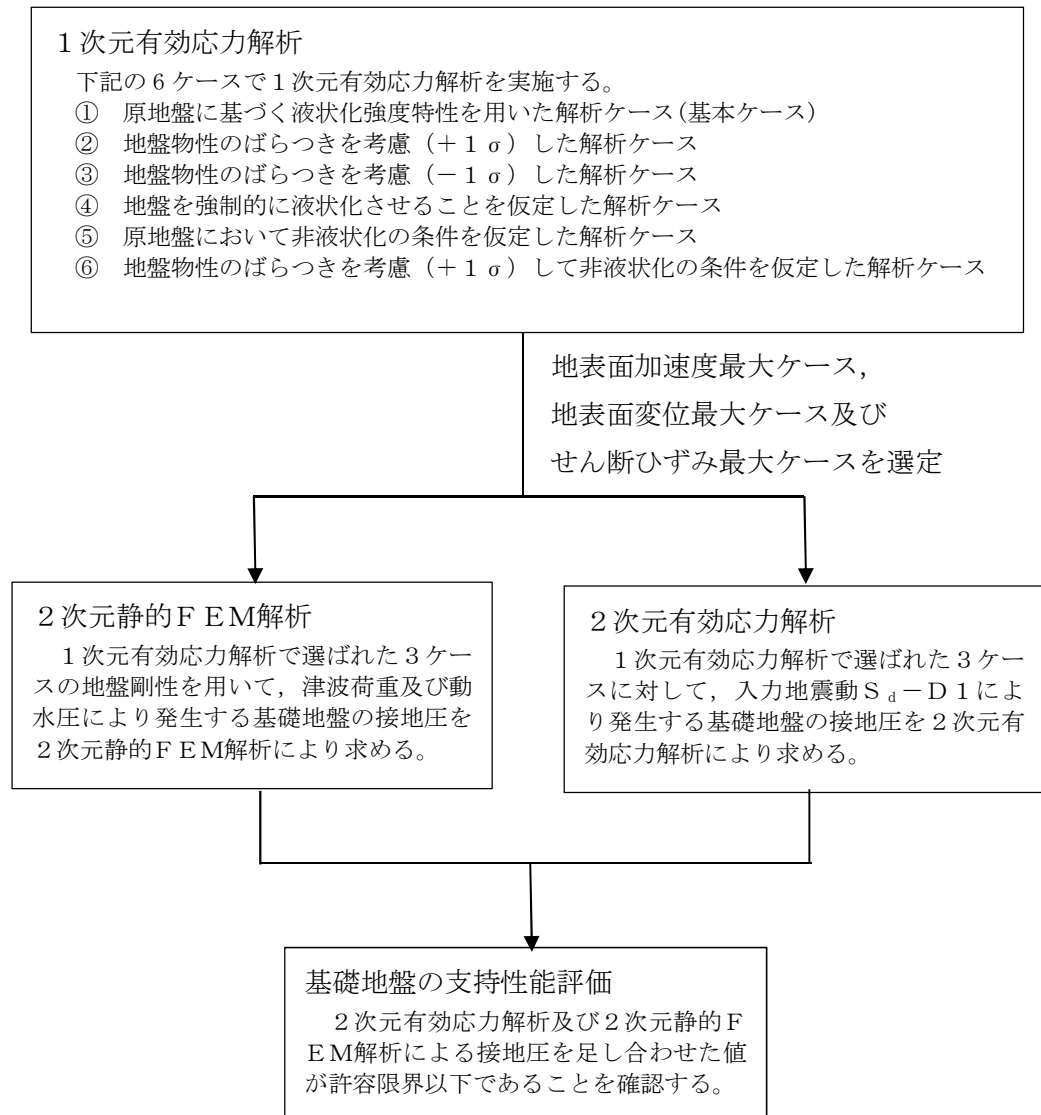 １次元有効応力解析
下記の６ケースで１次元有効応力解析を実施する。
① 原地盤に基づく液状化強度特性を用いた解析ケース(基本ケース)
② 地盤物性のばらつきを考慮（＋１σ）した解析ケース
③ 地盤物性のばらつきを考慮（－１σ）した解析ケース
④ 地盤を強制的に液状化させることを仮定した解析ケース
⑤ 原地盤において非液状化の条件を仮定した解析ケース
⑥ 地盤物性のばらつきを考慮（＋１σ）して非液状化の条件を仮定した解析ケース
地表面加速度最大ケース，
地表面変位最大ケース及び
せん断ひずみ最大ケースを選定
２次元静的ＦＥＭ解析
１次元有効応力解析で選ばれた３ケー
スの地盤剛性を用いて，津波荷重及び動
水圧により発生する基礎地盤の接地圧を
２次元静的ＦＥＭ解析により求める。
２次元有効応力解析
１次元有効応力解析で選ばれた３ケー
スに対して，入力地震動Ｓｄ－Ｄ１によ
り発生する基礎地盤の接地圧を２次元有
効応力解析により求める。
基礎地盤の支持性能評価
２次元有効応力解析及び２次元静的Ｆ
ＥＭ解析による接地圧を足し合わせた値
が許容限界以下であることを確認する。